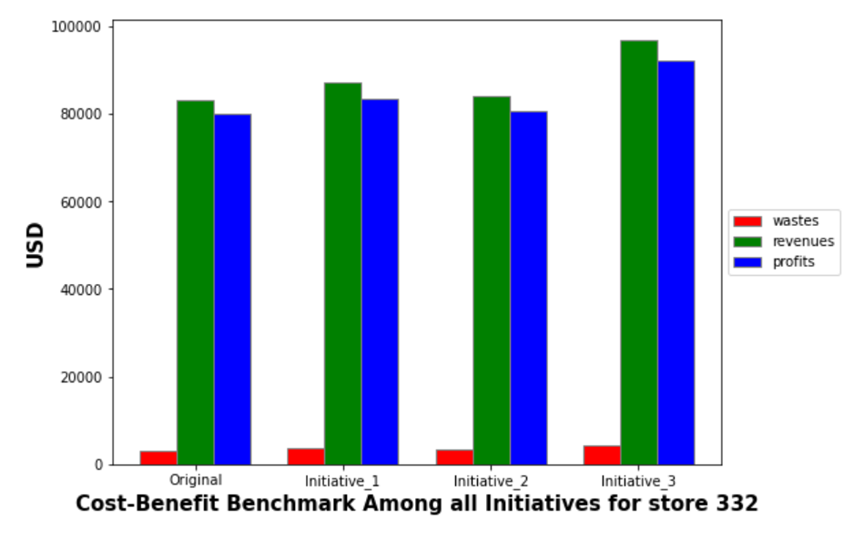 100000
80000
60000
40000
20000
0
USD
Original
Initiative_1
Initiative_2
Initiative_3
Cost-Benefit Benchmark Among all Initiatives for store 332
wastes
revenues
profits